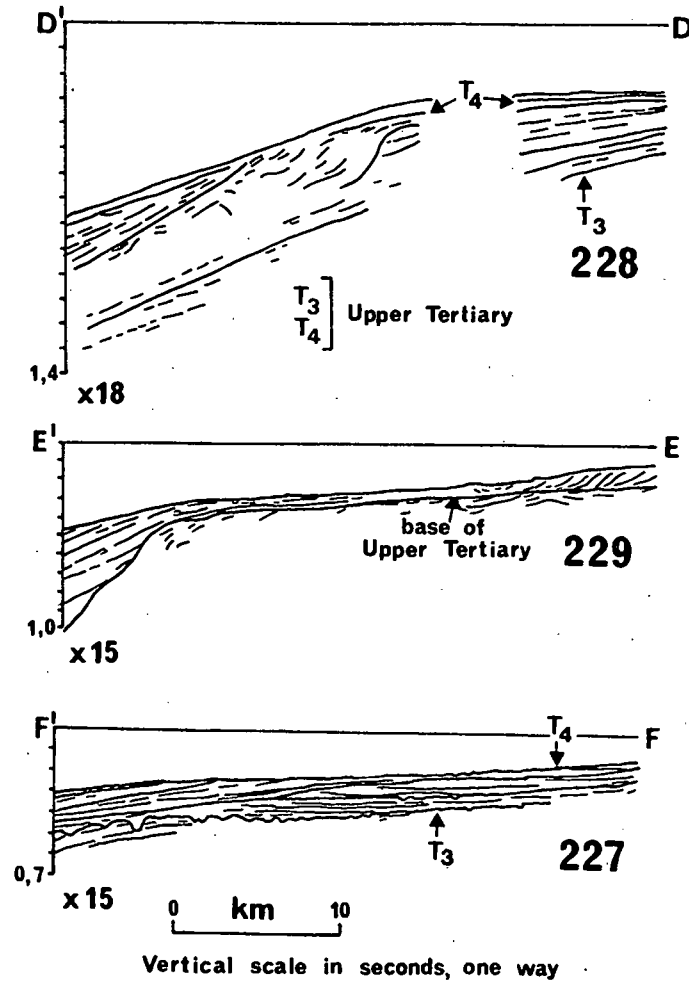 D' D
T4
T3
228
T3
T4 Upper Tertiary
1,4
x18
E' E
base of
Upper Tertiary
229
1,0
x15
F' F
T4
T3
227
0,7
x15
0 km 10
Vertical scale in seconds, one way